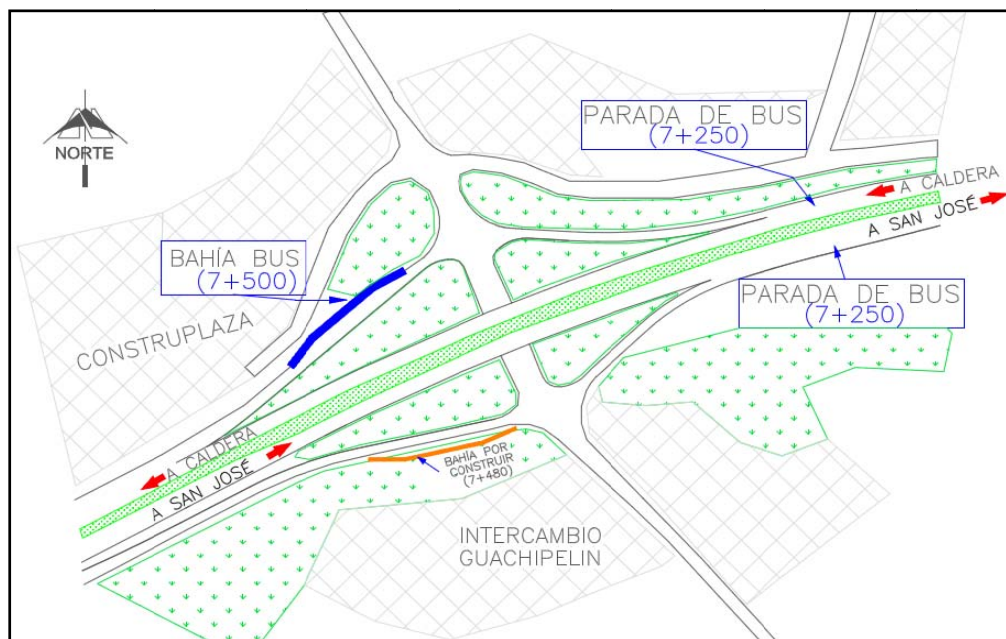 NORTE
PARADA DE BUS
(7+250)
A CALDERA
A SAN JOSÉ
BAHÍA BUS
(7+500)
PARADA DE BUS
(7+250)
CONSTRUPLAZA
A CALDERA
A SAN JOSÉ
BAHÍA POR
CONSTRUIR
(7+480)
INTERCAMBIO
GUACHIPELIN